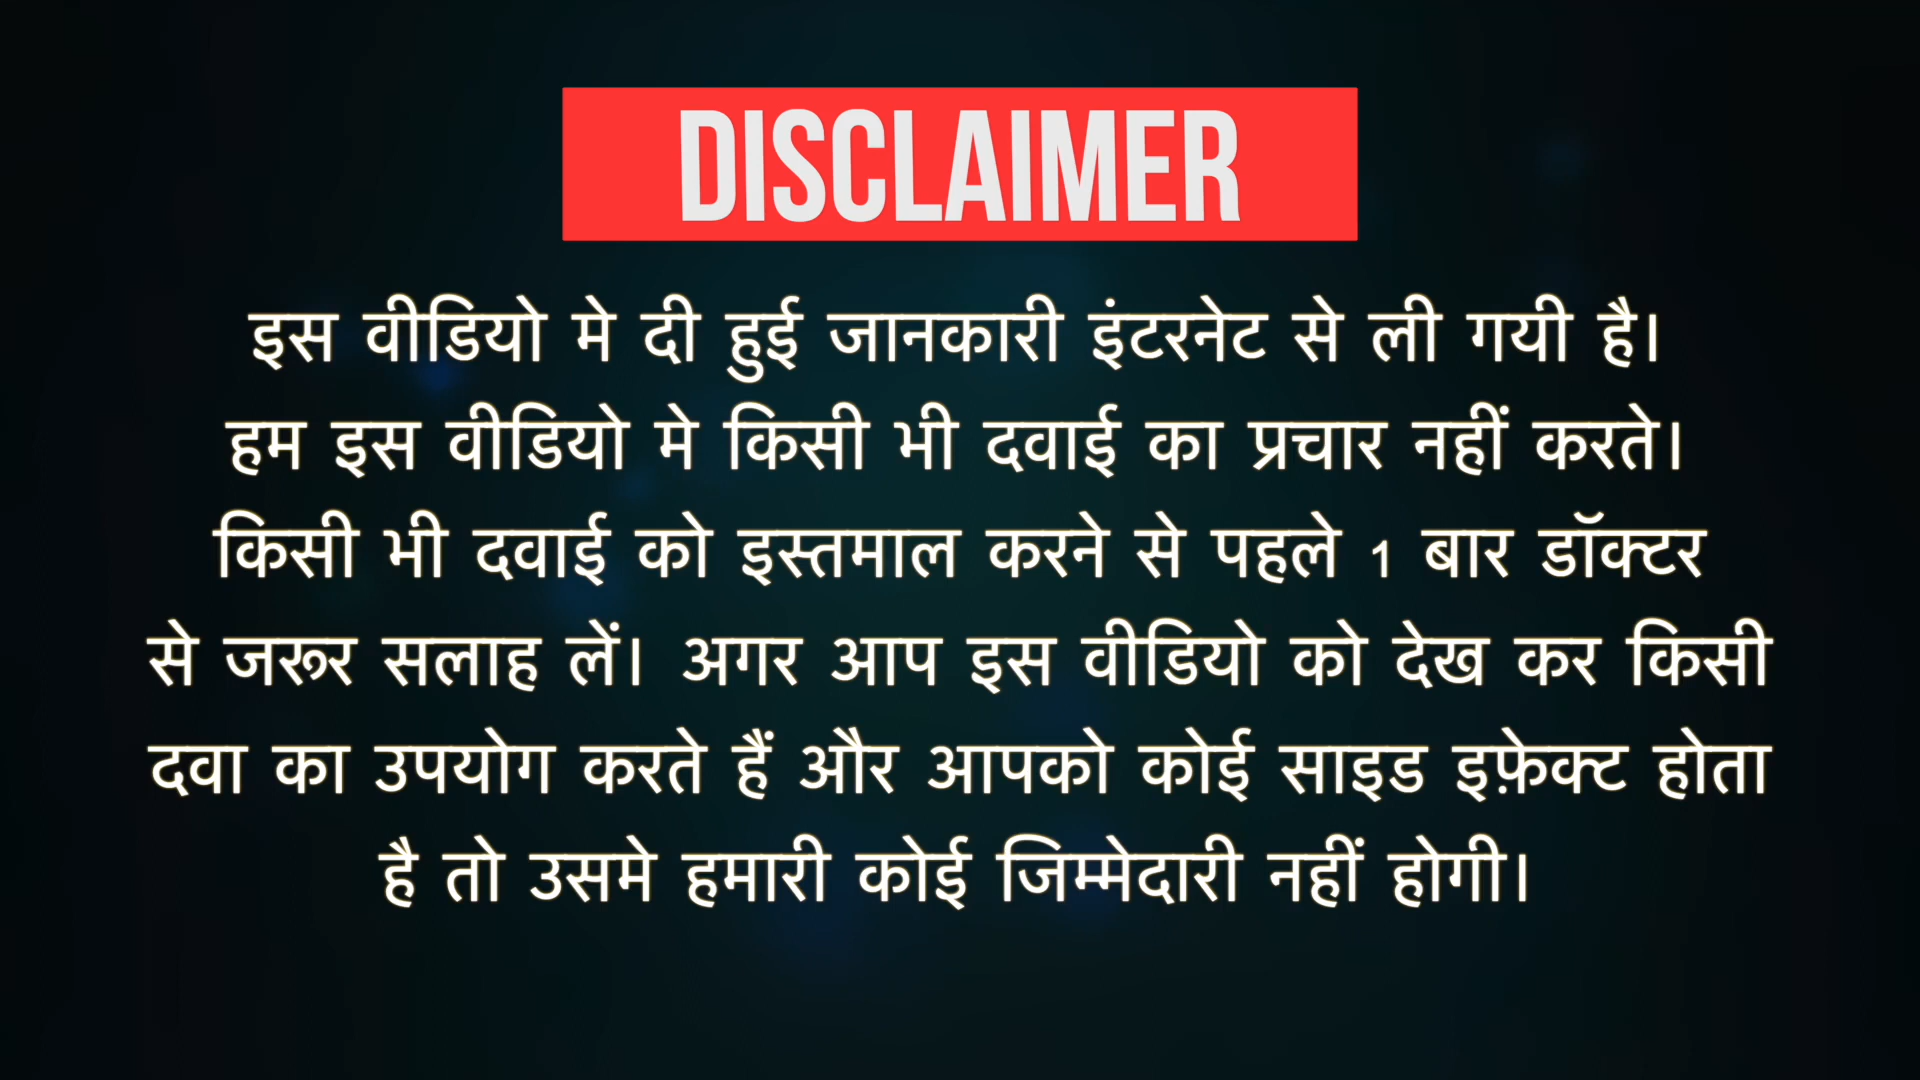 DISCLAIMER
इस वीडियो मे दी हुई जानकारी इंटरनेट से ली गयी है।
हम इस वीडियो मे किसी भी दवाई का प्रचार नहीं करते।
किसी भी दवाई को इस्तमाल करने से पहले 1 बार डॉक्टर
से जरूर सलाह लें। अगर आप इस वीडियो को देख कर किसी
दवा का उपयोग करते हैं और आपको कोई साइड इफ़ेक्ट होता
है तो उसमे हमारी कोई जिम्मेदारी नहीं होगी।